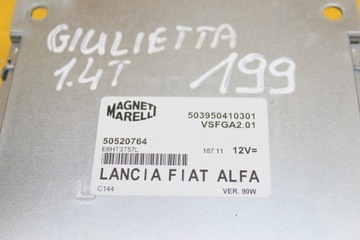 GIULIETTA
1.4T
199
MAGNETI
MARELLI
503950410301
VSFGA2.01
50520764
E6HT3T57L
187 11 12V=
LANCIA FIAT ALFA
C144
VER. 90W